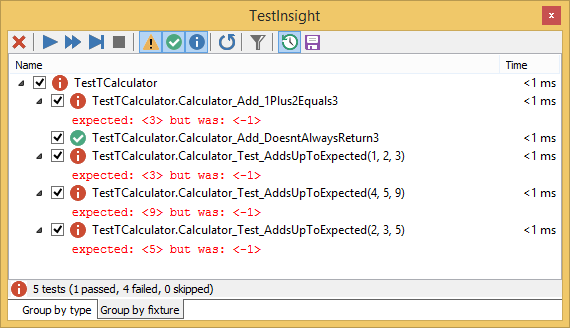 TestInsight
Name Time
TestTCalculator <1 ms
TestTCalculator.Calculator_Add_1Plus2Equals3 <1 ms
expected: <3> but was: <-1>
TestTCalculator.Calculator_Add_DoesntAlwaysReturn3 <1 ms
TestTCalculator.Calculator_Test_AddsUpToExpected(1, 2, 3) <1 ms
expected: <3> but was: <-1>
TestTCalculator.Calculator_Test_AddsUpToExpected(4, 5, 9) <1 ms
expected: <9> but was: <-1>
TestTCalculator.Calculator_Test_AddsUpToExpected(2, 3, 5) <1 ms
expected: <5> but was: <-1>
5 tests (1 passed, 4 failed, 0 skipped)
Group by type Group by fixture